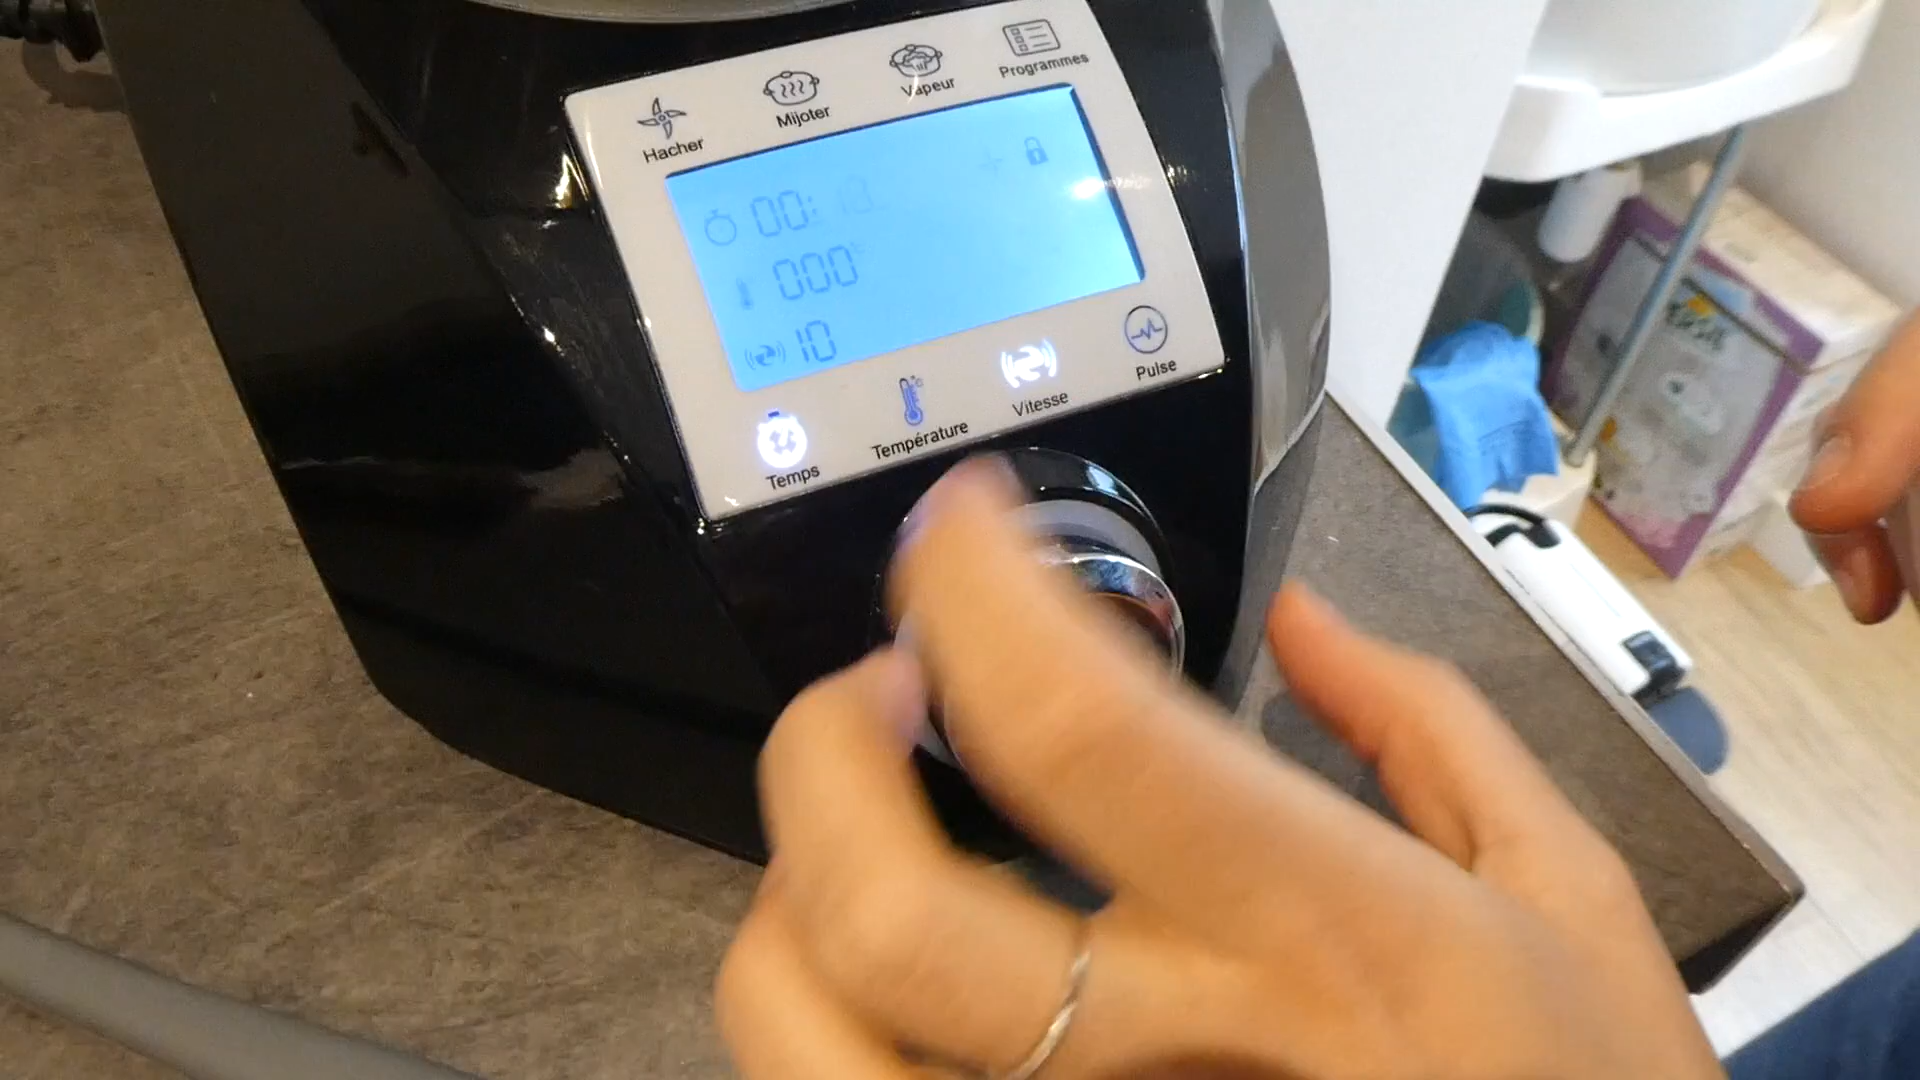 Hacher
Mijoter
Vapeur
Programmes
00:
000°
10
Temps
Température
Vitesse
Pulse